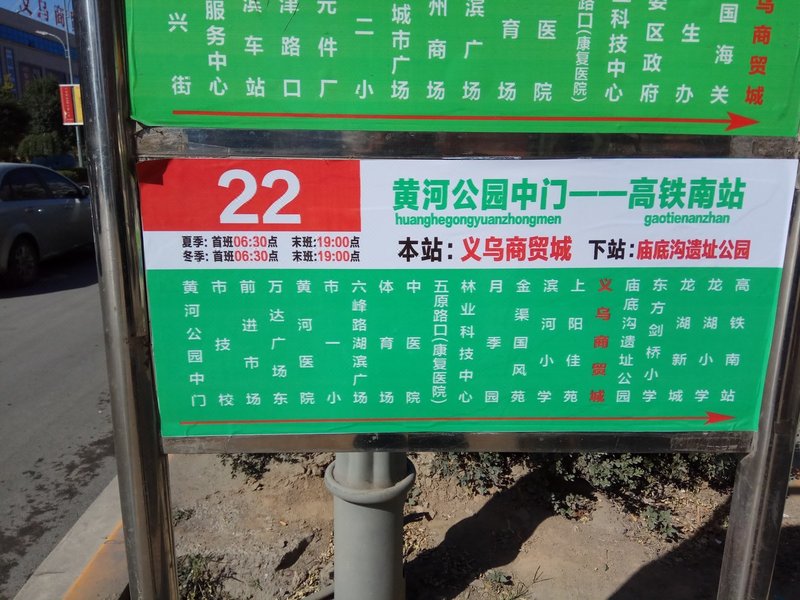 义乌商贸
兴街
服务中心
滨车站
津路口
元件厂
二小
城市广场
州商场
滨广场
育场
医院
路口(康复医院)
业科技中心
娄区政府
生办
国海关
乌商贸城
22
黄河公园中门——高铁南站
huanghegongyuanzhongmen gaotienanzhan
夏季: 首班06:30点 末班:19:00点
冬季: 首班06:30点 末班:19:00点
本站: 义乌商贸城 下站: 庙底沟遗址公园
黄河公园中门
市技校
前进市场
万达广场东
黄河医院
市一小
六峰路湖滨广场
体育场
中医院
五原路口(康复医院)
林业科技中心
月季园
金渠国风苑
滨河小学
上阳佳苑
义乌商贸城
庙底沟遗址公园
东方剑桥小学
龙湖新城
龙湖小学
高铁南站